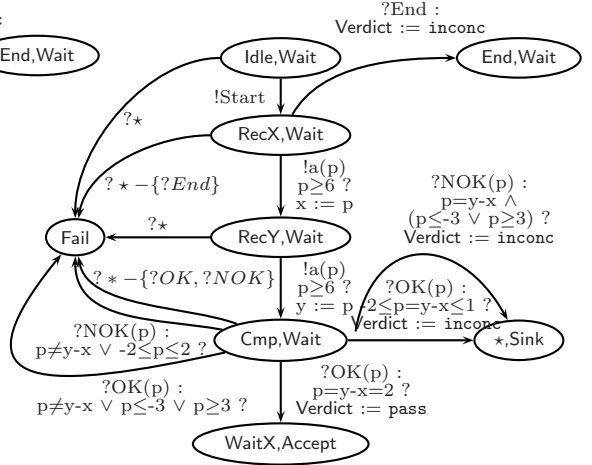 ?End :
Verdict := inconc
End,Wait
Idle,Wait
End,Wait
!Start
?⋆
RecX,Wait
? ⋆ −{?End}
!a(p)
p≥6 ?
x := p
?NOK(p) :
p=y-x ∧
(p≤-3 ∨ p≥3) ?
Verdict := inconc
?⋆
Fail
RecY,Wait
? ∗ −{?OK, ?NOK}
!a(p)
p≥6 ?
y := p
?OK(p) :
-2≤p=y-x≤1 ?
Verdict := inconc
?NOK(p) :
p≠y-x ∨ -2≤p≤2 ?
Cmp,Wait
⋆,Sink
?OK(p) :
p≠y-x ∨ p≤-3 ∨ p≥3 ?
?OK(p) :
p=y-x=2 ?
Verdict := pass
WaitX,Accept